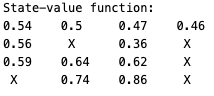 State-value function:
0.54 0.5 0.47 0.46
0.56 X 0.36 X
0.59 0.64 0.62 X
X 0.74 0.86 X